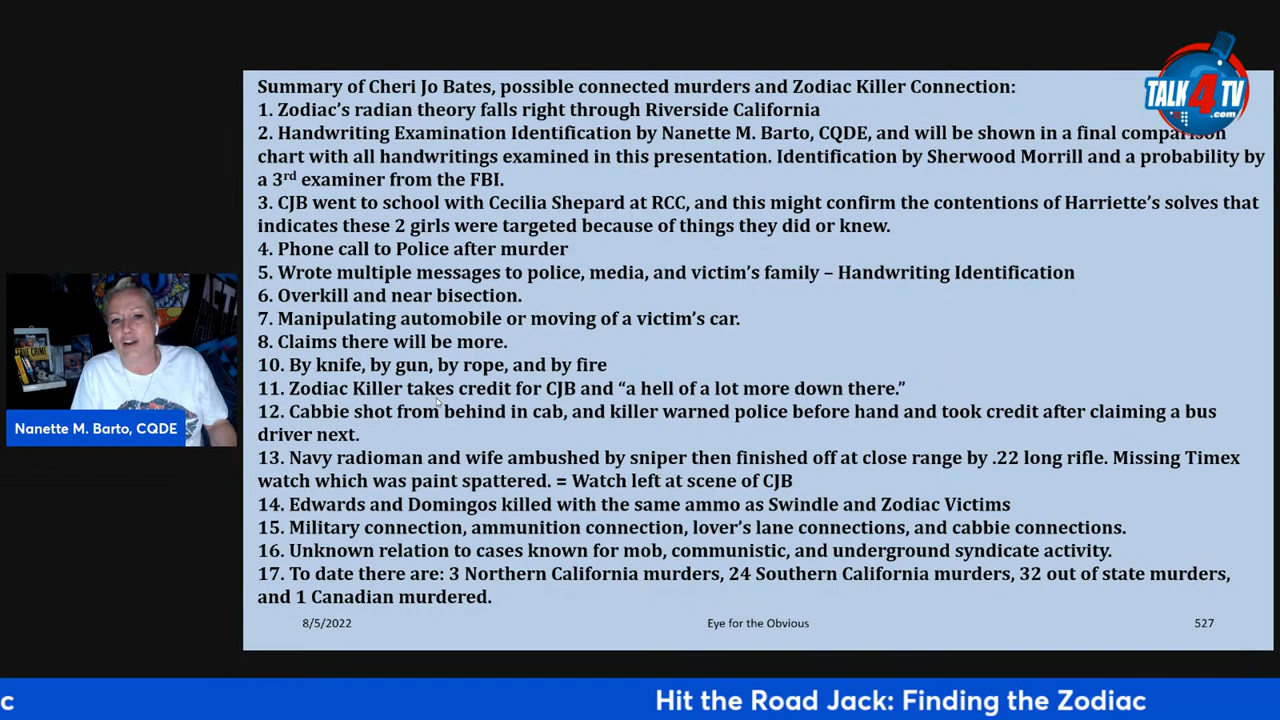 TALK 4 TV
.com
Summary of Cheri Jo Bates, possible connected murders and Zodiac Killer Connection:
1. Zodiac's radian theory falls right through Riverside California
2. Handwriting Examination Identification by Nanette M. Barto, CQDE, and will be shown in a final comparison
chart with all handwritings examined in this presentation. Identification by Sherwood Morrill and a probability by
a 3rd examiner from the FBI.
3. CJB went to school with Cecilia Shepard at RCC, and this might confirm the contentions of Harriette's solves that
indicates these 2 girls were targeted because of things they did or knew.
4. Phone call to Police after murder
5. Wrote multiple messages to police, media, and victim's family – Handwriting Identification
6. Overkill and near bisection.
7. Manipulating automobile or moving of a victim's car.
8. Claims there will be more.
10. By knife, by gun, by rope, and by fire
11. Zodiac Killer takes credit for CJB and “a hell of a lot more down there.”
12. Cabbie shot from behind in cab, and killer warned police before hand and took credit after claiming a bus
driver next.
13. Navy radioman and wife ambushed by sniper then finished off at close range by .22 long rifle. Missing Timex
watch which was paint spattered. = Watch left at scene of CJB
14. Edwards and Domingos killed with the same ammo as Swindle and Zodiac Victims
15. Military connection, ammunition connection, lover's lane connections, and cabbie connections.
16. Unknown relation to cases known for mob, communistic, and underground syndicate activity.
17. To date there are: 3 Northern California murders, 24 Southern California murders, 32 out of state murders,
and 1 Canadian murdered.
8/5/2022 Eye for the Obvious 527
TRUE CRIME
Nanette M. Barto, CQDE
c Hit the Road Jack: Finding the Zodiac